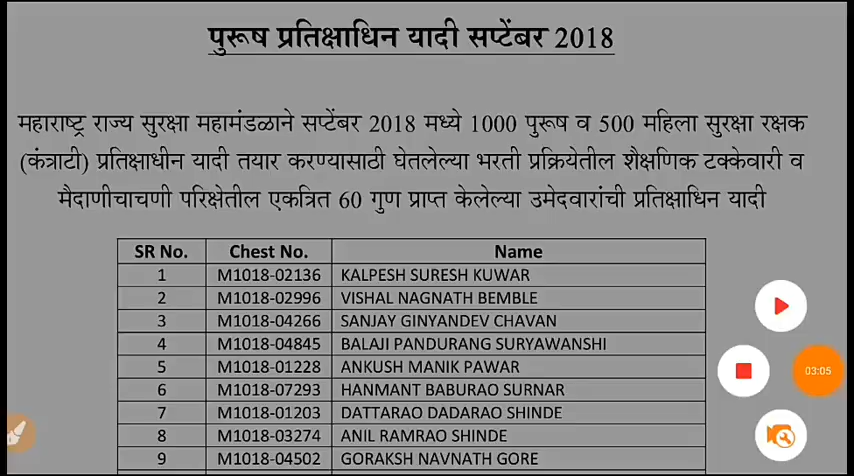 पुरूष प्रतिक्षाधिन यादी सप्टेंबर 2018
महाराष्ट्र राज्य सुरक्षा महामंडळाने सप्टेंबर 2018 मध्ये 1000 पुरूष व 500 महिला सुरक्षा रक्षक
(कंत्राटी) प्रतिक्षाधीन यादी तयार करण्यासाठी घेतलेल्या भरती प्रक्रियेतील शैक्षणिक टक्केवारी व
मैदाणीचाचणी परिक्षेतील एकत्रित 60 गुण प्राप्त केलेल्या उमेदवारांची प्रतिक्षाधिन यादी
SR No. Chest No. Name
1 M1018-02136 KALPESH SURESH KUWAR
2 M1018-02996 VISHAL NAGNATH BEMBLE
3 M1018-04266 SANJAY GINYANDEV CHAVAN
4 M1018-04845 BALAJI PANDURANG SURYAWANSHI
5 M1018-01228 ANKUSH MANIK PAWAR
6 M1018-07293 HANMANT BABURAO SURNAR
7 M1018-01203 DATTARAO DADARAO SHINDE
8 M1018-03274 ANIL RAMRAO SHINDE
9 M1018-04502 GORAKSH NAVNATH GORE
03:05